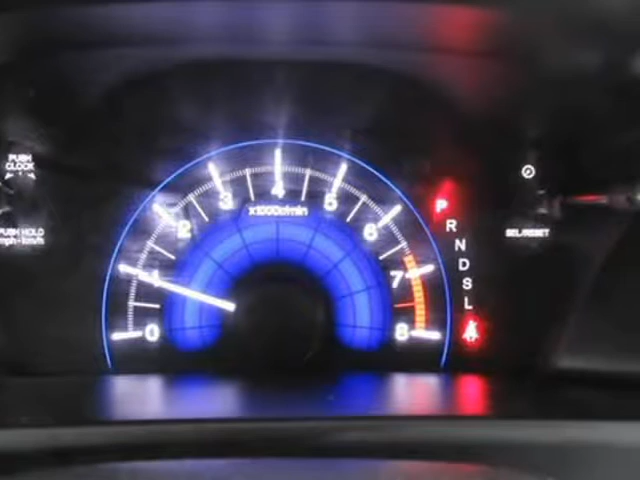 PUSH
CLOCK
PUSH HOLD
mph↔km/h
0
1
2
3
4
5
6
7
8
x1000r/min
P
R
N
D
S
L
SEL/RESET